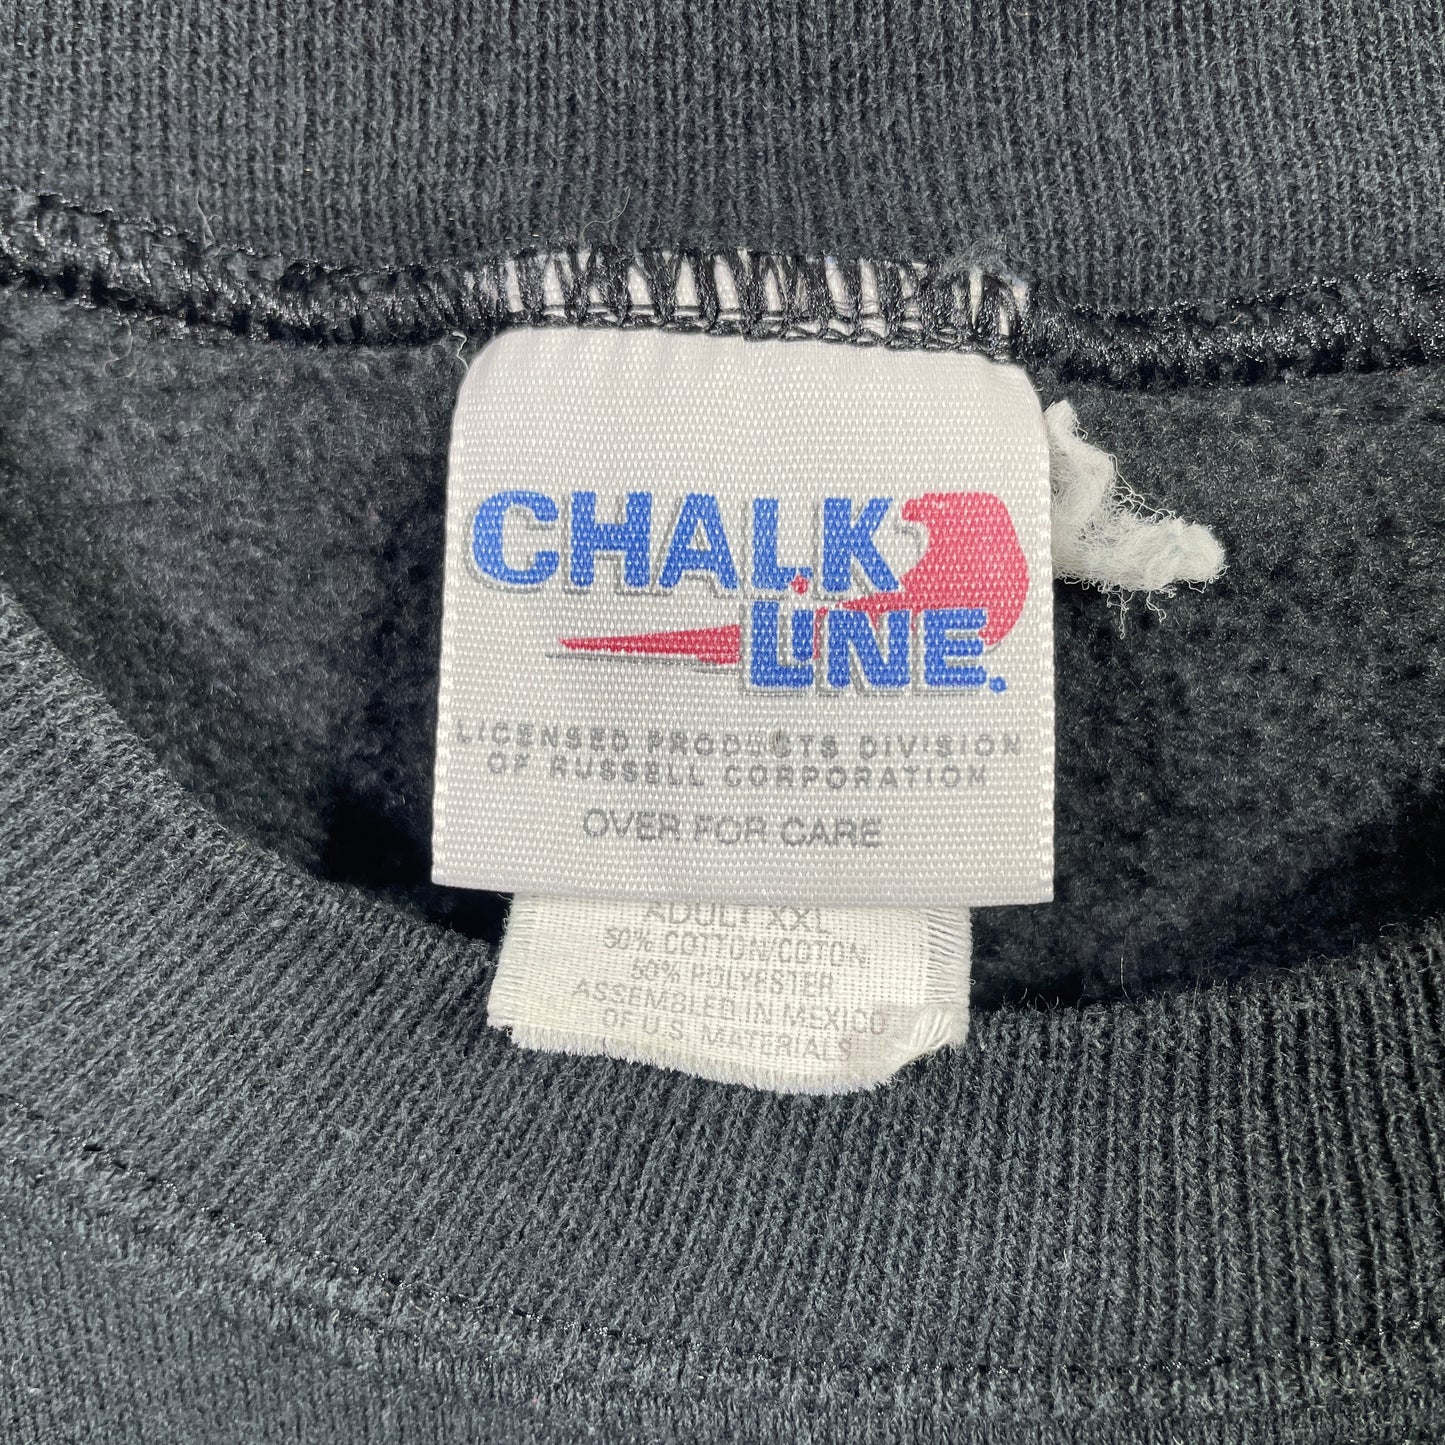 CHALK
LINE.
LICENSED PRODUCTS DIVISION
OF RUSSELL CORPORATION
OVER FOR CARE
ADULT XXL
50% COTTON/COTON
50% POLYESTER
ASSEMBLED IN MEXICO
OF U.S. MATERIALS